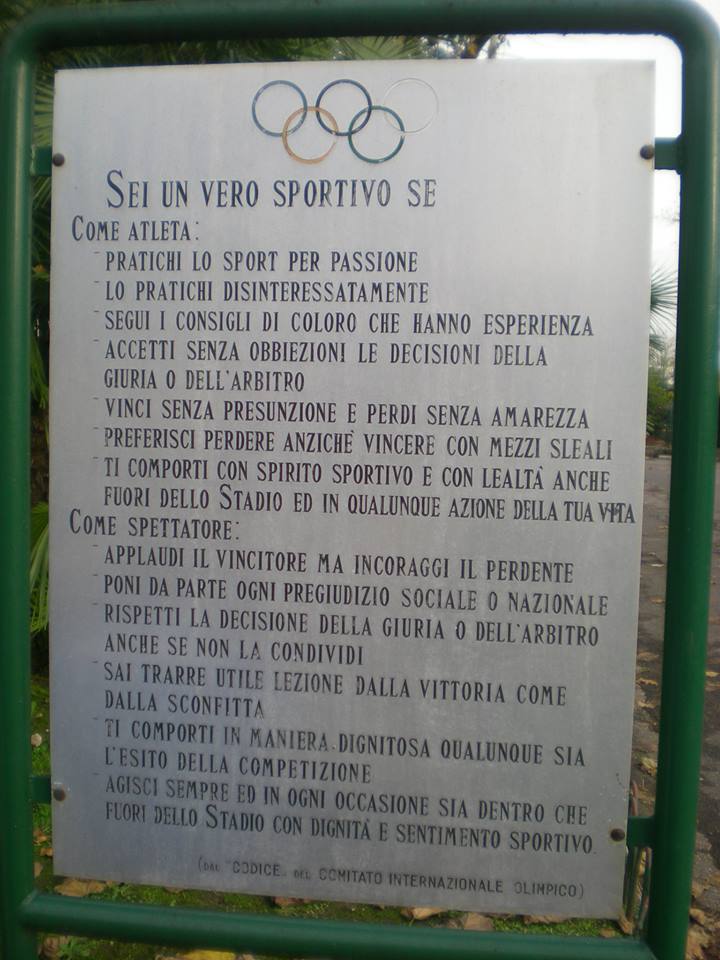 SEI UN VERO SPORTIVO SE
COME ATLETA:
- PRATICHI LO SPORT PER PASSIONE
- LO PRATICHI DISINTERESSATAMENTE
- SEGUI I CONSIGLI DI COLORO CHE HANNO ESPERIENZA
- ACCETTI SENZA OBBIEZIONI LE DECISIONI DELLA
GIURIA O DELL'ARBITRO
- VINCI SENZA PRESUNZIONE E PERDI SENZA AMAREZZA
- PREFERISCI PERDERE ANZICHÈ VINCERE CON MEZZI SLEALI
- TI COMPORTI CON SPIRITO SPORTIVO E CON LEALTÀ ANCHE
FUORI DELLO STADIO ED IN QUALUNQUE AZIONE DELLA TUA VITA
COME SPETTATORE:
- APPLAUDI IL VINCITORE MA INCORAGGI IL PERDENTE
- PONI DA PARTE OGNI PREGIUDIZIO SOCIALE O NAZIONALE
- RISPETTI LA DECISIONE DELLA GIURIA O DELL'ARBITRO
ANCHE SE NON LA CONDIVIDI
- SAI TRARRE UTILE LEZIONE DALLA VITTORIA COME
DALLA SCONFITTA
- TI COMPORTI IN MANIERA DIGNITOSA QUALUNQUE SIA
L'ESITO DELLA COMPETIZIONE
- AGISCI SEMPRE ED IN OGNI OCCASIONE SIA DENTRO CHE
FUORI DELLO STADIO CON DIGNITÀ E SENTIMENTO SPORTIVO.
(DAL "CODICE" DEL COMITATO INTERNAZIONALE OLIMPICO)